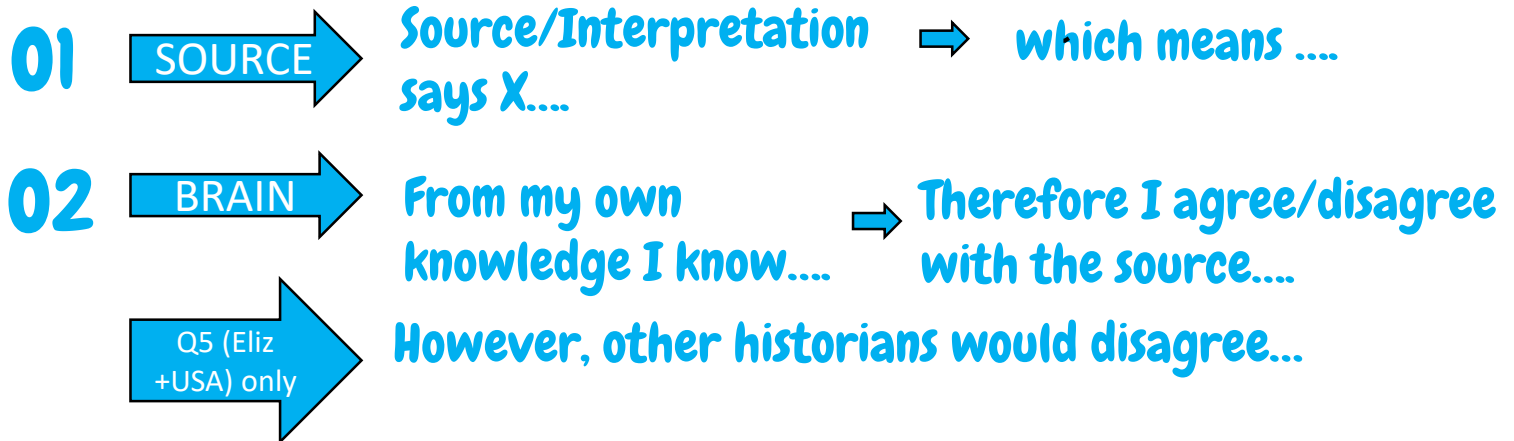 01 SOURCE Source/Interpretation which means ....
says X....
02 BRAIN From my own Therefore I agree/disagree
knowledge I know.... with the source....
Q5 (Eliz
+USA) only
However, other historians would disagree...